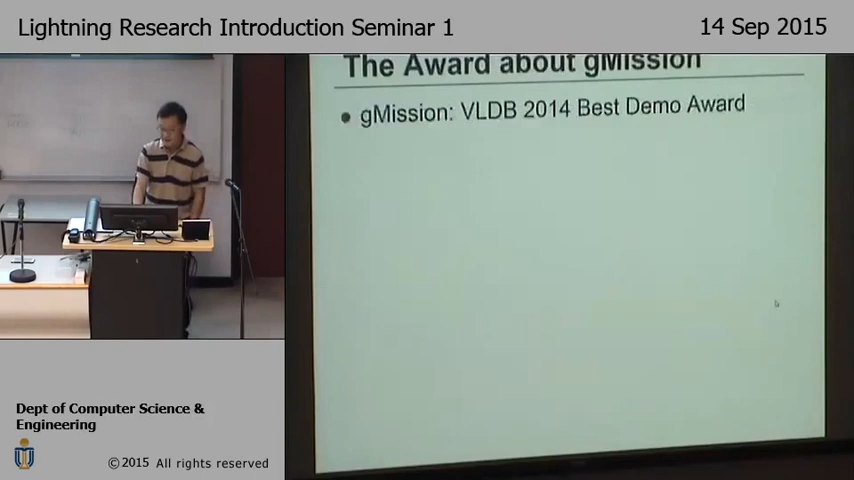 Lightning Research Introduction Seminar 1
14 Sep 2015
The Award about gMission
● gMission: VLDB 2014 Best Demo Award
Dept of Computer Science &
Engineering
©2015 All rights reserved